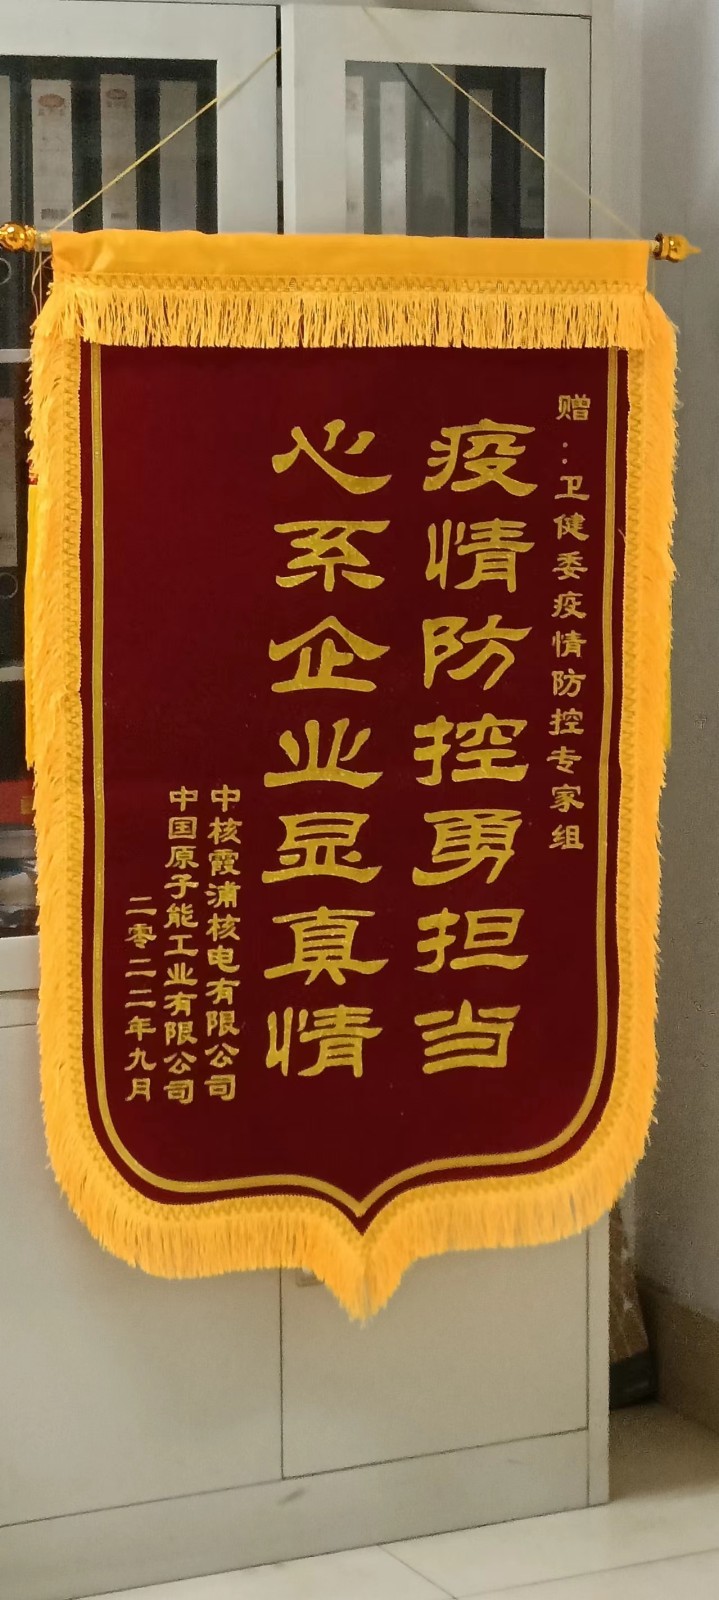 赠：卫健委疫情防控专家组
疫情防控勇担当
心系企业显真情
中核霞浦核电有限公司
中国原子能工业有限公司
二零二二年九月